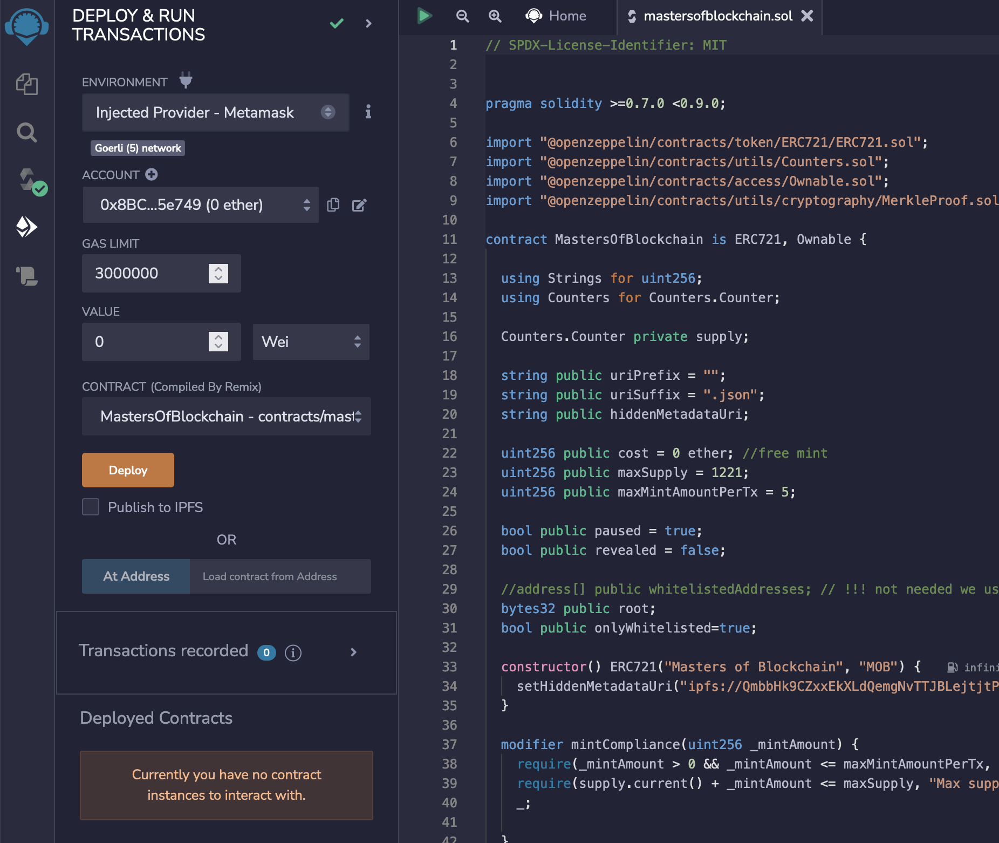 DEPLOY & RUN
TRANSACTIONS
ENVIRONMENT
Injected Provider - Metamask
Goerli (5) network
ACCOUNT
0x8BC...5e749 (0 ether)
GAS LIMIT
3000000
VALUE
0
Wei
CONTRACT (Compiled By Remix)
MastersOfBlockchain - contracts/mast
Deploy
Publish to IPFS
OR
At Address
Load contract from Address
Transactions recorded 0
Deployed Contracts
Currently you have no contract
instances to interact with.
Home
mastersofblockchain.sol
1 // SPDX-License-Identifier: MIT
2
3
4 pragma solidity >=0.7.0 <0.9.0;
5
6 import "@openzeppelin/contracts/token/ERC721/ERC721.sol";
7 import "@openzeppelin/contracts/utils/Counters.sol";
8 import "@openzeppelin/contracts/access/Ownable.sol";
9 import "@openzeppelin/contracts/utils/cryptography/MerkleProof.sol
10
11 contract MastersOfBlockchain is ERC721, Ownable {
12
13 using Strings for uint256;
14 using Counters for Counters.Counter;
15
16 Counters.Counter private supply;
17
18 string public uriPrefix = "";
19 string public uriSuffix = ".json";
20 string public hiddenMetadataUri;
21
22 uint256 public cost = 0 ether; //free mint
23 uint256 public maxSupply = 1221;
24 uint256 public maxMintAmountPerTx = 5;
25
26 bool public paused = true;
27 bool public revealed = false;
28
29 //address[] public whitelistedAddresses; // !!! not needed we us
30 bytes32 public root;
31 bool public onlyWhitelisted=true;
32
33 constructor() ERC721("Masters of Blockchain", "MOB") { infini
34 setHiddenMetadataUri("ipfs://QmbbHk9CZxxEkXLdQemgNvTTJBLejtjtP
35 }
36
37 modifier mintCompliance(uint256 _mintAmount) {
38 require(_mintAmount > 0 && _mintAmount <= maxMintAmountPerTx,
39 require(supply.current() + _mintAmount <= maxSupply, "Max supp
40 _;
41
42 }